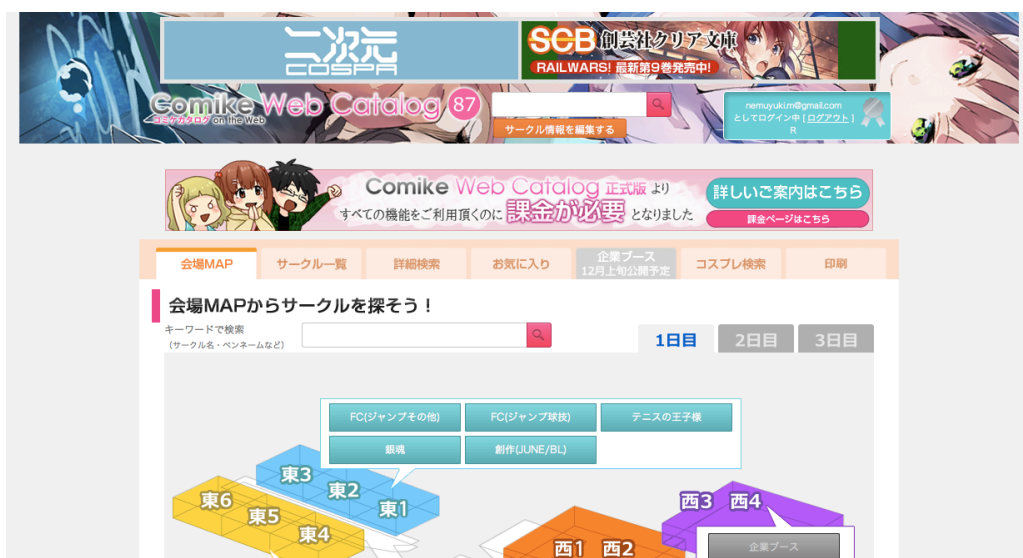 二次元
COSPA
SCB 創芸社クリア文庫
RAILWARS! 最新第9巻発売中!
Comike Web Catalog 87
コミケカタログ on the Web
サークル情報を編集する
nemuyuki.m@gmail.com
としてログイン中 [ ログアウト ]
R
Comike Web Catalog 正式版 より
すべての機能をご利用頂くのに 課金が必要 となりました
詳しいご案内はこちら
課金ページはこちら
会場MAP
サークル一覧
詳細検索
お気に入り
企業ブース
12月上旬公開予定
コスプレ検索
印刷
会場MAPからサークルを探そう！
キーワードで検索
(サークル名・ペンネームなど)
1日目
2日目
3日目
FC(ジャンプその他)
FC(ジャンプ球技)
テニスの王子様
銀魂
創作(JUNE/BL)
東3
東2
東1
東6
東5
東4
西3
西4
西1
西2
企業ブース